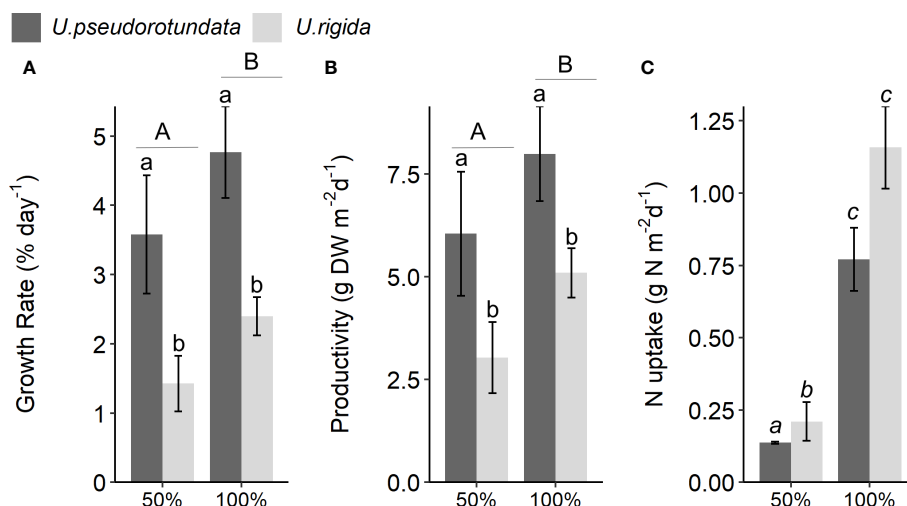 U.pseudorotundata U.rigida
A B C
B B
A A
a a a a c c
b b b b a b
Growth Rate (% day⁻¹)
5
4
3
2
1
0
50% 100%
Productivity (g DW m⁻²d⁻¹)
7.5
5.0
2.5
0.0
50% 100%
N uptake (g N m⁻²d⁻¹)
1.25
1.00
0.75
0.50
0.25
0.00
50% 100%